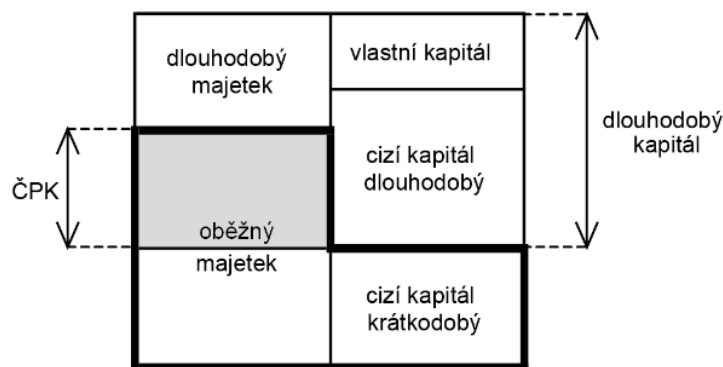 dlouhodobý
majetek
vlastní kapitál
dlouhodobý
kapitál
cizí kapitál
dlouhodobý
ČPK
oběžný
majetek
cizí kapitál
krátkodobý